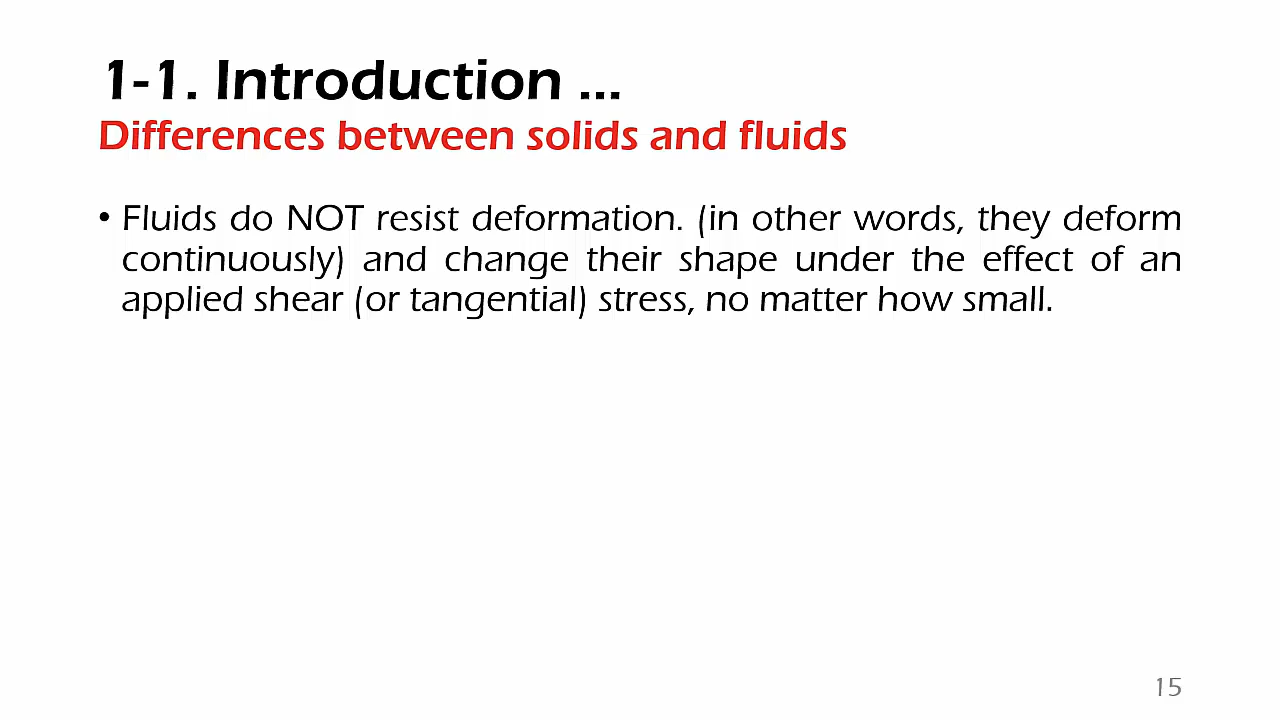 1-1. Introduction ...
Differences between solids and fluids
• Fluids do NOT resist deformation. (in other words, they deform
continuously) and change their shape under the effect of an
applied shear (or tangential) stress, no matter how small.
15